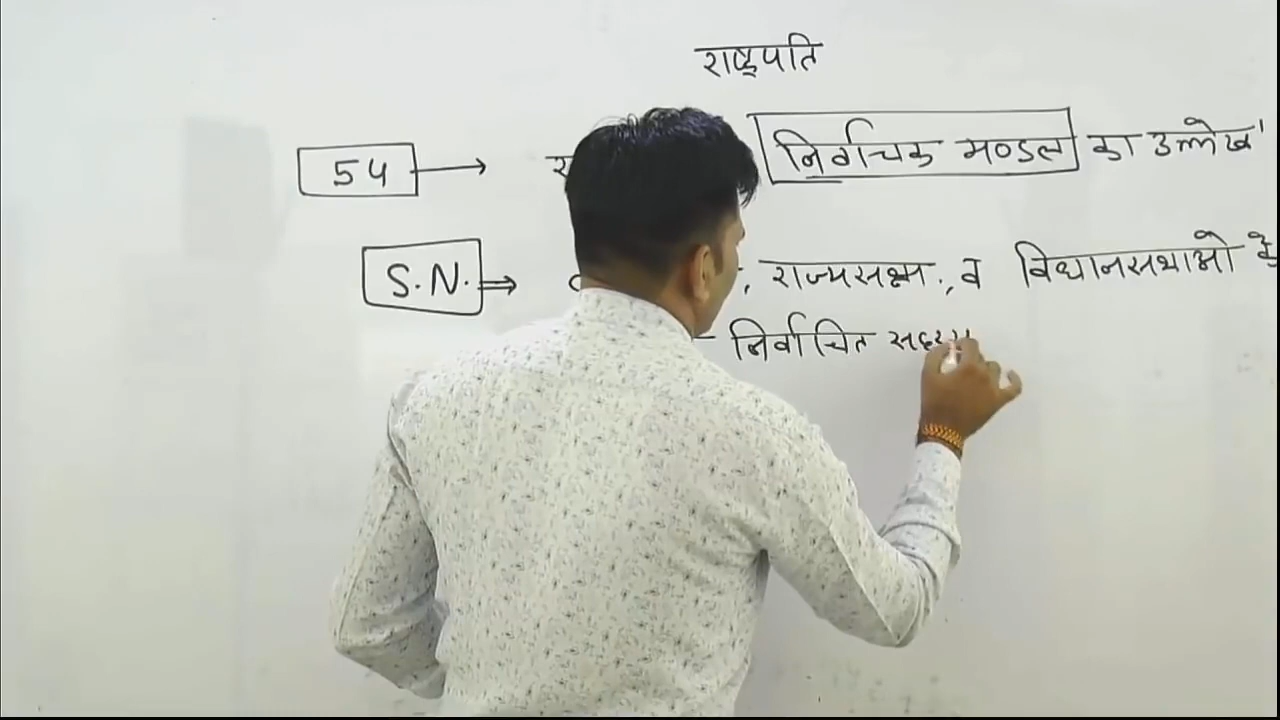 राष्ट्रपति
54 → निर्वाचक मण्डल का उल्लेख।
S.N. ⇒ , राज्यसभा, व विधानसभाओ के
- निर्वाचित सदस्य